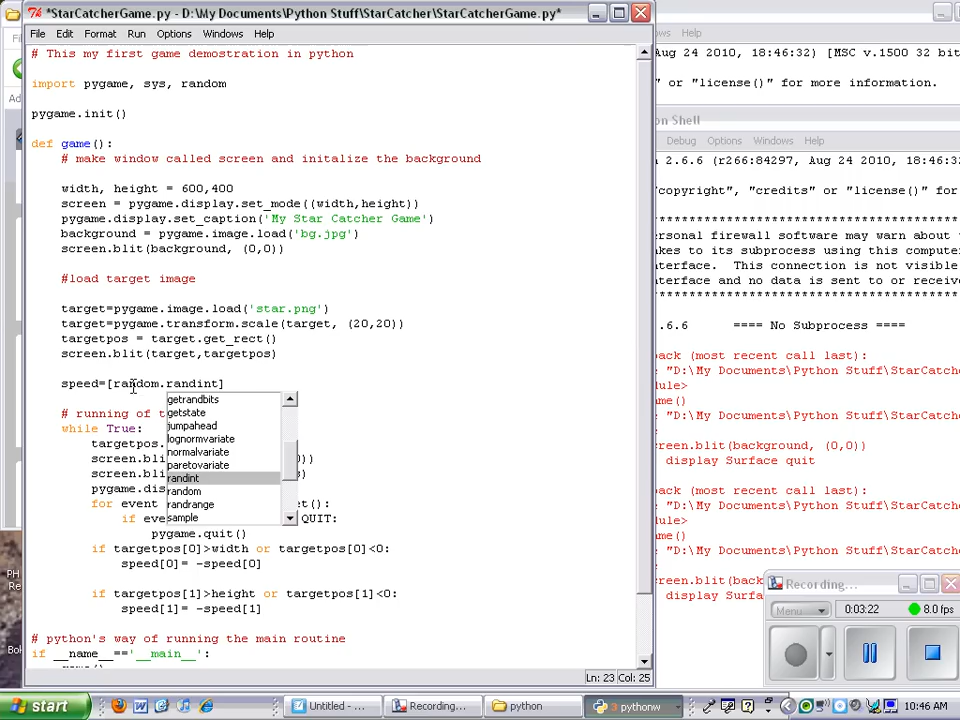 *StarCatcherGame.py - D:\My Documents\Python Stuff\StarCatcher\StarCatcherGame.py*
File Edit Format Run Options Windows Help
# This my first game demostration in python
import pygame, sys, random
pygame.init()
def game():
# make window called screen and initalize the background
width, height = 600,400
screen = pygame.display.set_mode((width,height))
pygame.display.set_caption('My Star Catcher Game')
background = pygame.image.load('bg.jpg')
screen.blit(background, (0,0))
#load target image
target=pygame.image.load('star.png')
target=pygame.transform.scale(target, (20,20))
targetpos = target.get_rect()
screen.blit(target,targetpos)
speed=[random.randint]
getrandbits
getstate
jumpahead
lognormvariate
normalvariate
paretovariate
randint
random
randrange
sample
# running of t
while True:
targetpos.
screen.bli ))
screen.bli )
pygame.dis
for event t():
if eve QUIT:
pygame.quit()
if targetpos[0]>width or targetpos[0]<0:
speed[0]= -speed[0]
if targetpos[1]>height or targetpos[1]<0:
speed[1]= -speed[1]
# python's way of running the main routine
if __name__=='__main__':
Ln: 23 Col: 25
Help
Aug 24 2010, 18:46:32) [MSC v.1500 32 bit
" or "license()" for more information.
Shell
Debug Options Windows Help
2.6.6 (r266:84297, Aug 24 2010, 18:46:32
"copyright", "credits" or "license()" fo
****************************************
ersonal firewall software may warn about
akes to its subprocess using this compute
terface. This connection is not visible
terface and no data is sent to or receiv
****************************************
.6.6 ==== No Subprocess ====
back (most recent call last):
e "D:\My Documents\Python Stuff\StarCatch
dule>
ame()
e "D:\My Documents\Python Stuff\StarCatch
creen.blit(background, (0,0))
display Surface quit
back (most recent call last):
e "D:\My Documents\Python Stuff\StarCatch
dule>
ame()
e "D:\My Documents\Python Stuff\StarCatch
creen.blit(back
display Surfa
Recording...
Menu
0:03:22
8.0 fps
start
Untitled - ...
Recording...
python
3 pythonw
10:46 AM